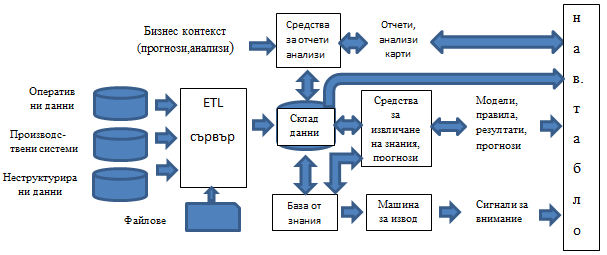 Бизнес контекст
(прогнози,анализи)
Средства
за отчети
анализи
Отчети,
анализи
карти
Оператив
ни данни
Производс-
твени системи
Неструктурира
ни данни
Файлове
ETL
сървър
Склад
данни
Средства
за
извличане
на знания,
прогнози
Модели,
правила,
резултати,
прогнози
База от
знания
Машина
за извод
Сигнали за
внимание
н
а
в.
т
а
б
л
о